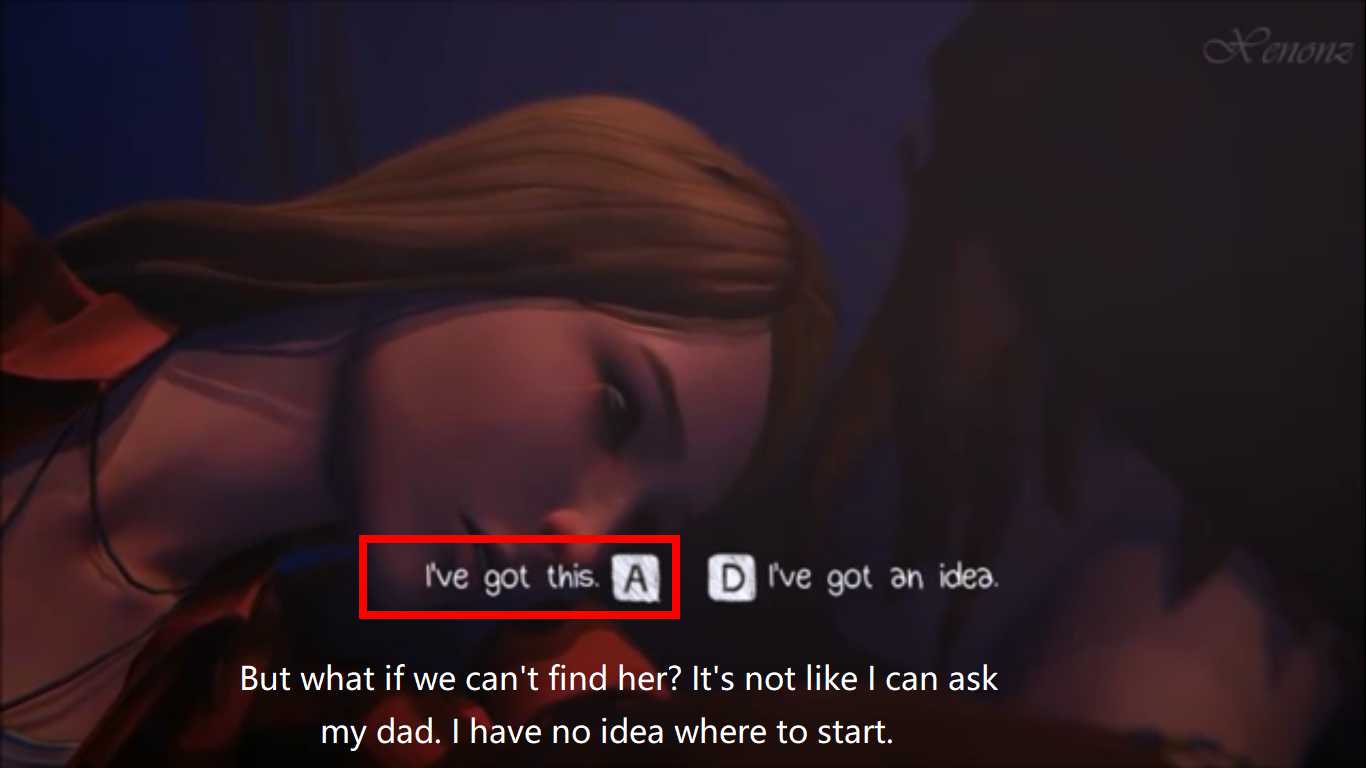 Xenonz
I've got this. A D I've got an idea.
But what if we can't find her? It's not like I can ask
my dad. I have no idea where to start.